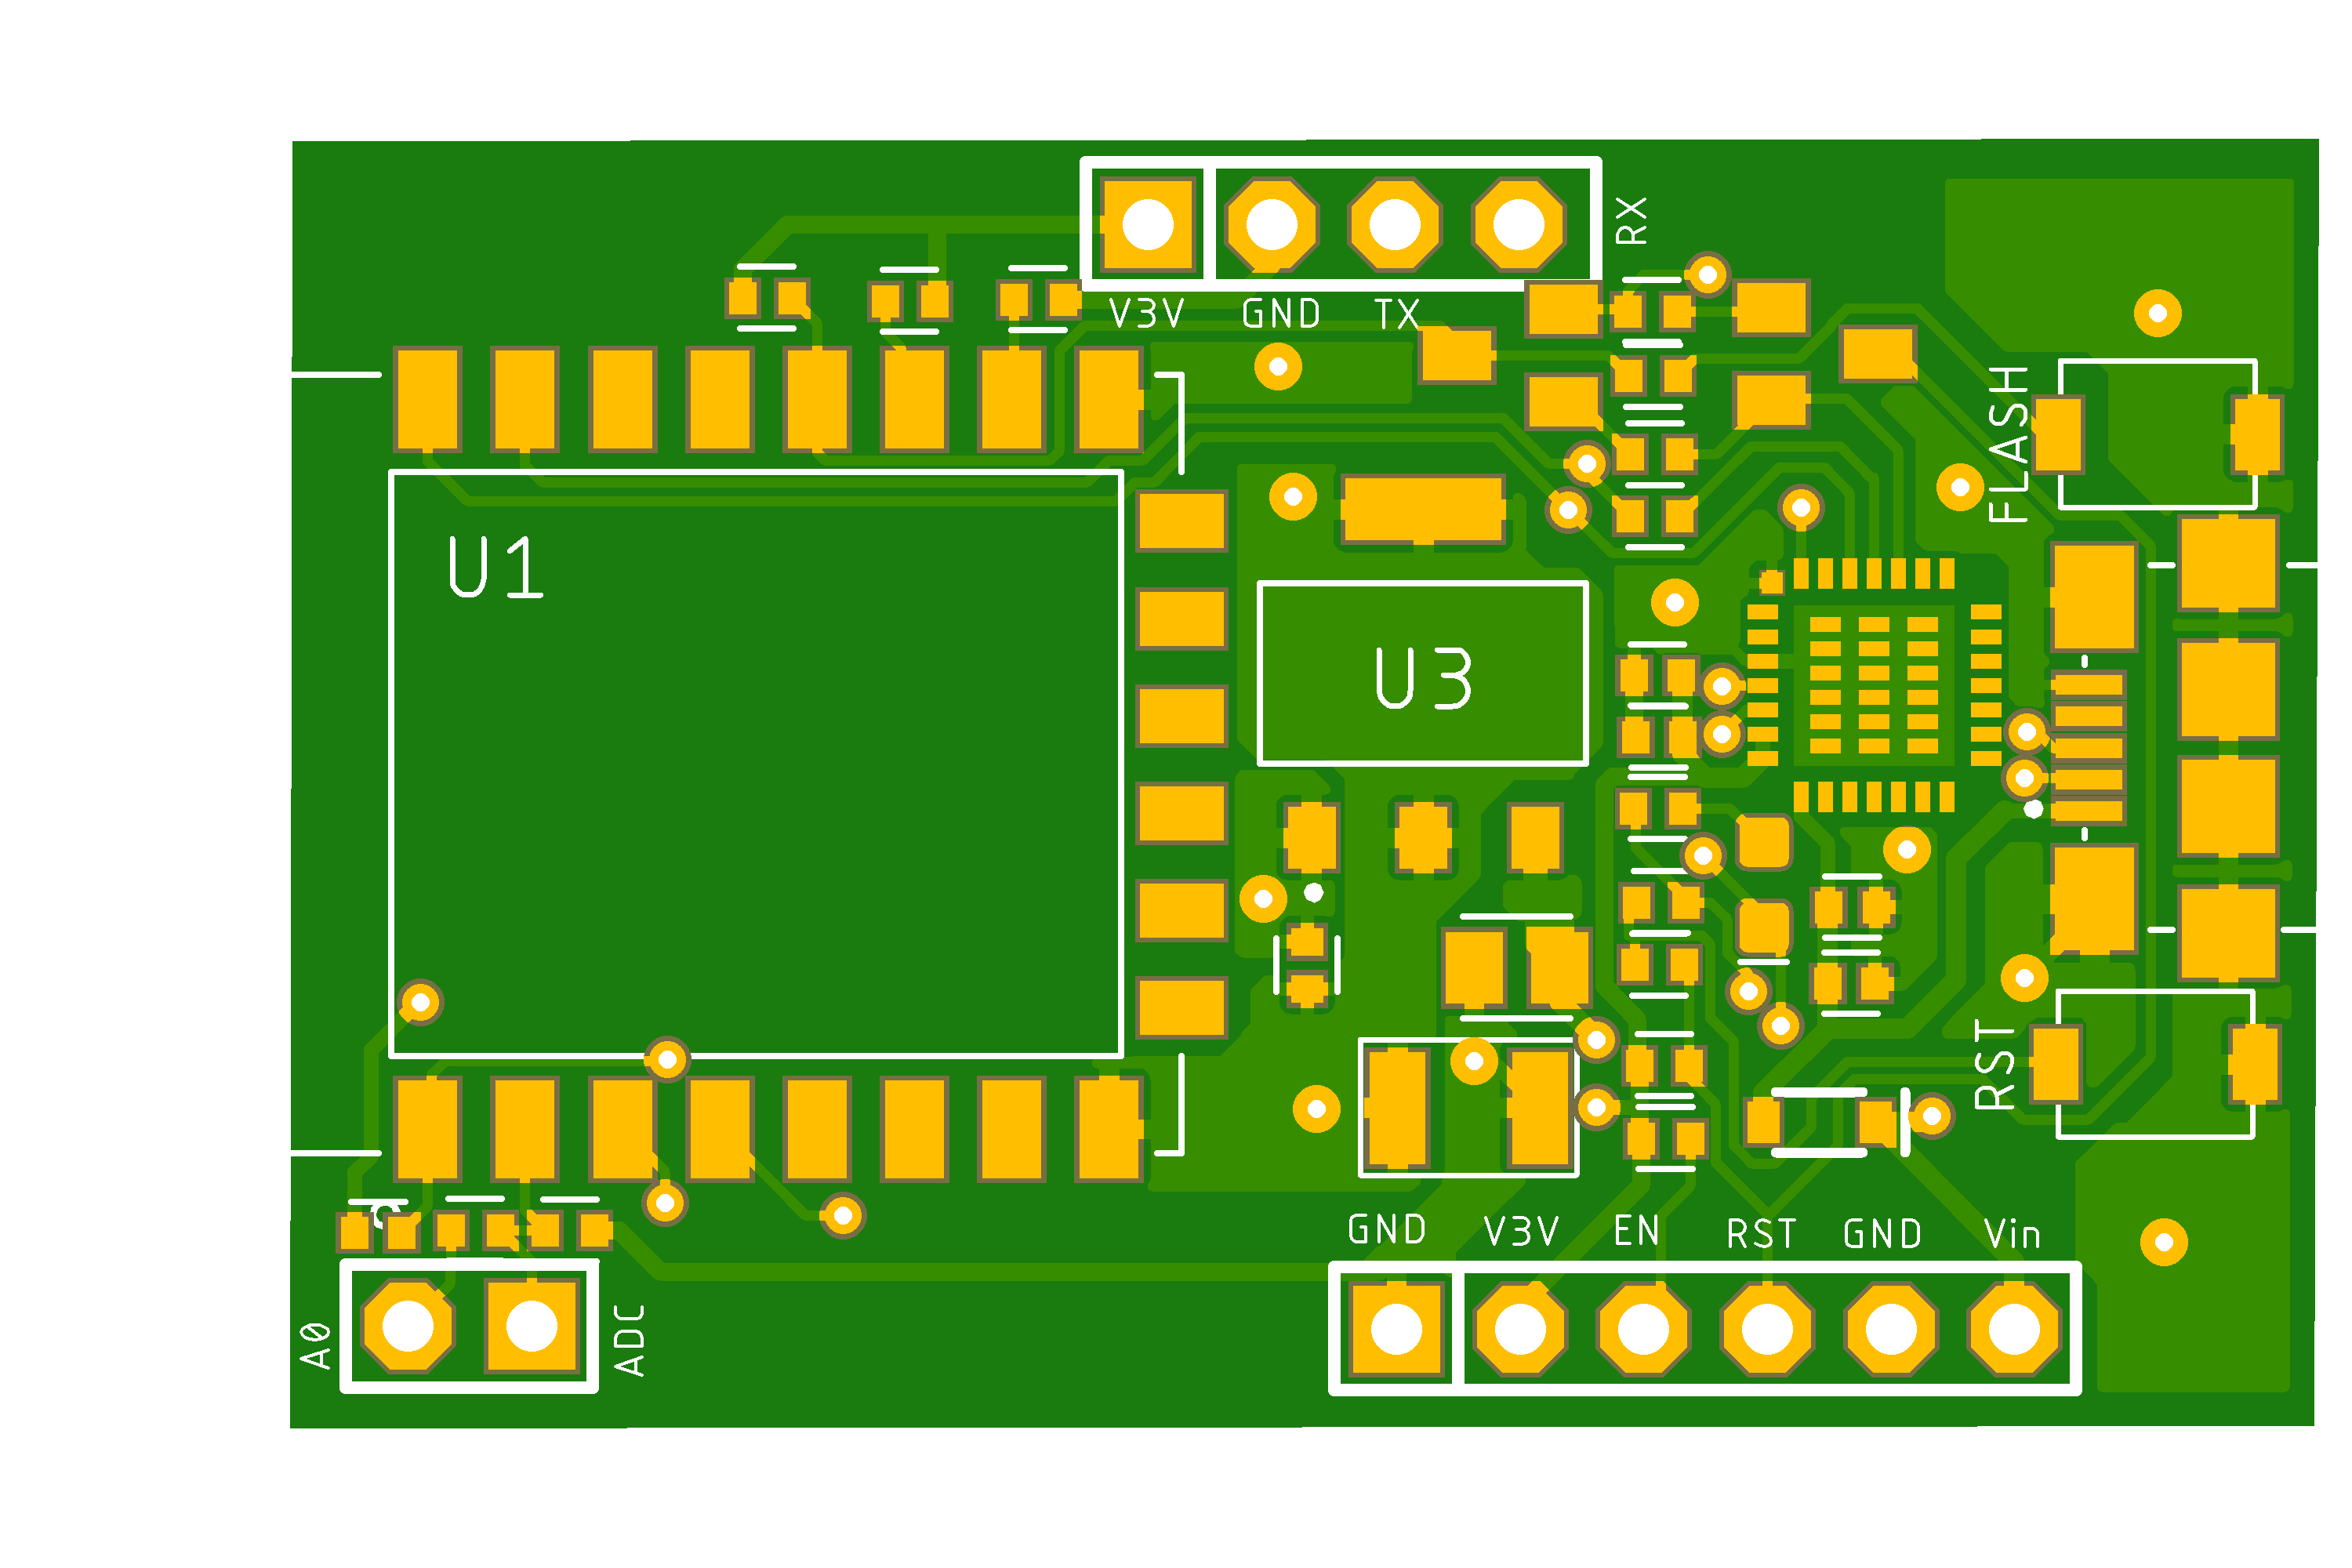 RX
V3V GND TX
FLASH
U1
U3
RST
GND V3V EN RST GND Vin
A0
ADC